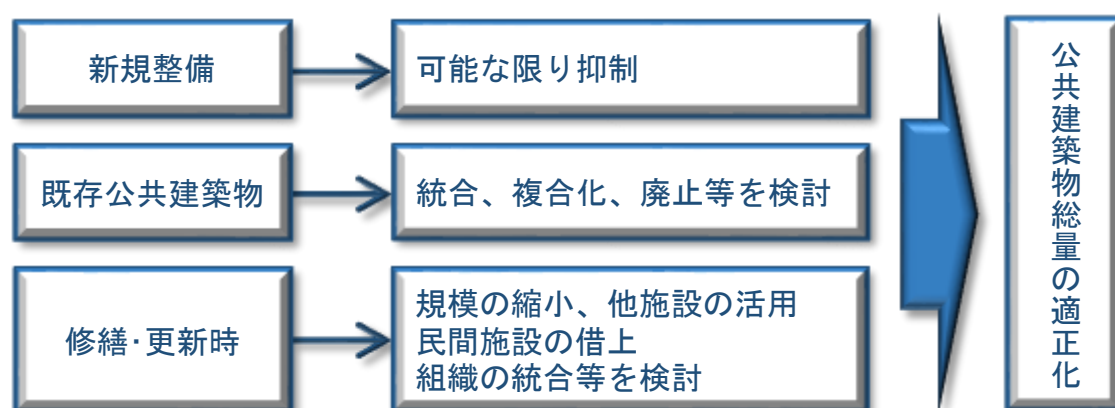 新規整備
可能な限り抑制
既存公共建築物
統合、複合化、廃止等を検討
修繕・更新時
規模の縮小、他施設の活用
民間施設の借上
組織の統合等を検討
公共建築物総量の適正化